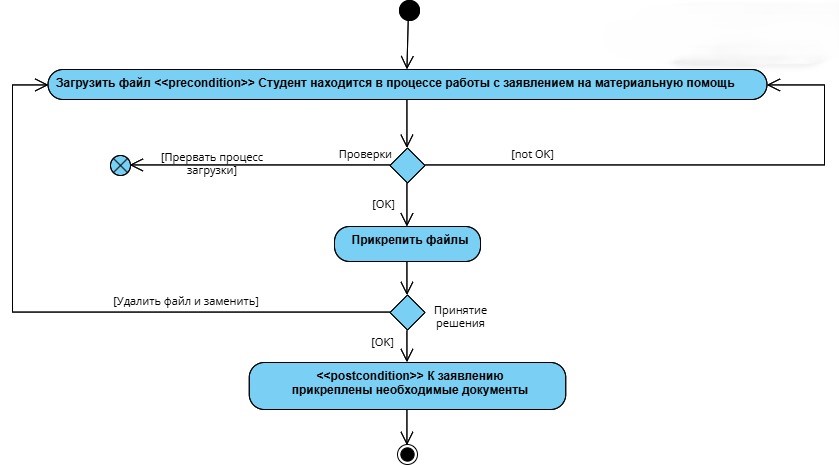 Загрузить файл <<precondition>> Студент находится в процессе работы с заявлением на материальную помощь
[Прервать процесс
загрузки]
Проверки
[not OK]
[OK]
Прикрепить файлы
[Удалить файл и заменить]
Принятие
решения
[OK]
<<postcondition>> К заявлению
прикреплены необходимые документы